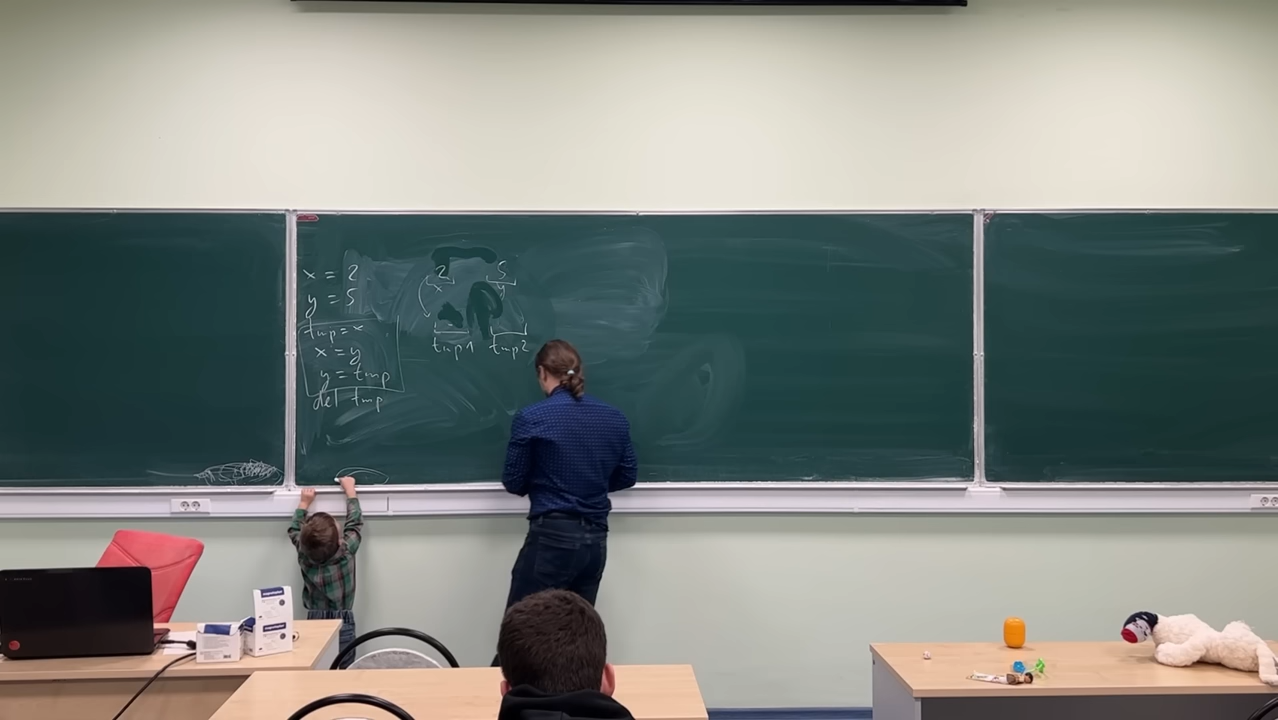 x = 2
y = 5
tmp = x
x = y
y = tmp
del tmp
2 5
x y
tmp1 tmp2